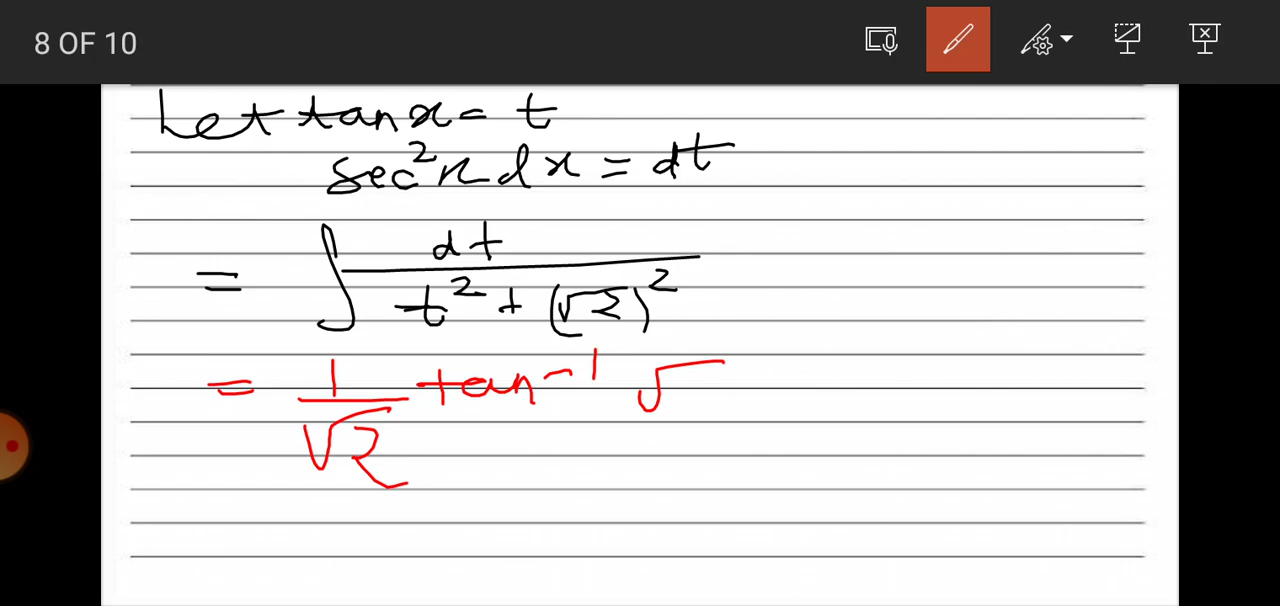 8 OF 10
Let tan x = t
sec²x dx = dt
= ∫ dt / t² + (√2)²
= 1/√2 tan⁻¹ √